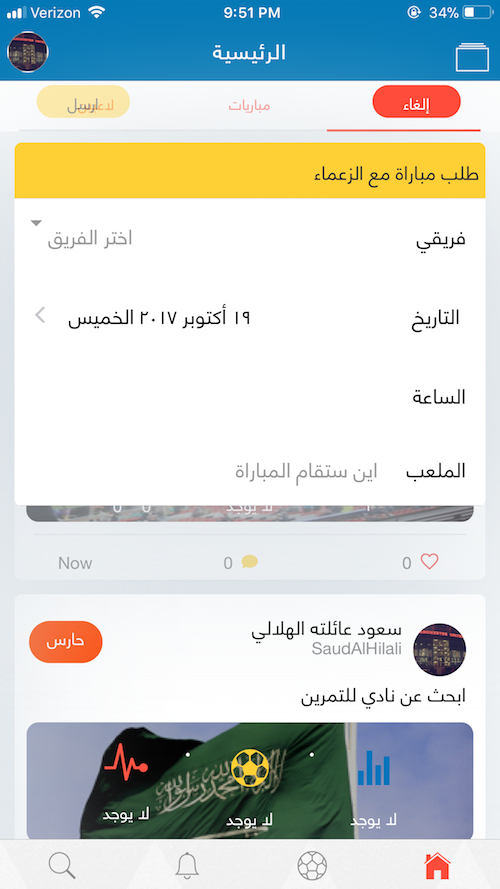 Verizon 9:51 PM 34%
الرئيسية
إلغاء
مباريات
لاعبين
ارسل
طلب مباراة مع الزعماء
فريقي اختر الفريق
التاريخ ١٩ أكتوبر ٢٠١٧ الخميس
الساعة
الملعب اين ستقام المباراة
لا يوجد
0 0 Now
سعود عائلته الهلالي
حارس
SaudAlHilali
ابحث عن نادي للتمرين
لا يوجد لا يوجد لا يوجد